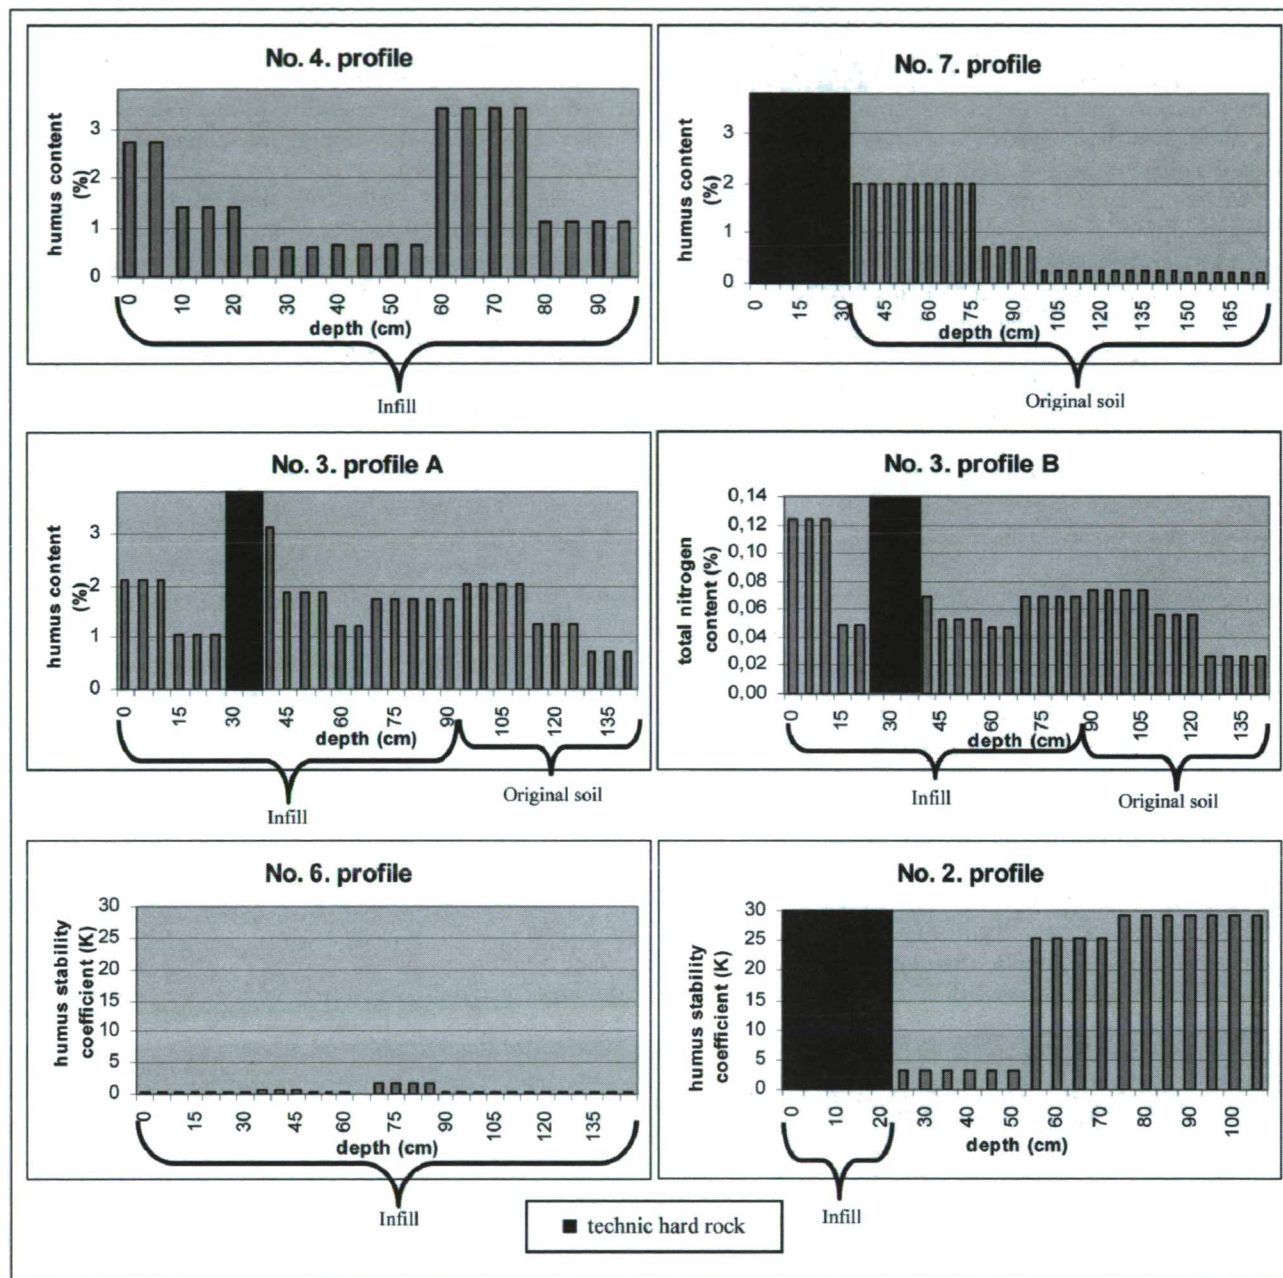 No. 4. profile
humus content
(%)
3
2
1
0
0 10 20 30 40 50 60 70 80 90
depth (cm)
Infill
No. 7. profile
humus content
(%)
3
2
1
0
0 15 30 45 60 75 90 105 120 135 150 165
depth (cm)
Original soil
No. 3. profile A
humus content
(%)
3
2
1
0
0 15 30 45 60 75 90 105 120 135
depth (cm)
Infill
Original soil
No. 3. profile B
total nitrogen
content (%)
0,14
0,12
0,10
0,08
0,06
0,04
0,02
0,00
0 15 30 45 60 75 90 105 120 135
depth (cm)
Infill
Original soil
No. 6. profile
humus stability
coefficient (K)
30
25
20
15
10
5
0
0 15 30 45 60 75 90 105 120 135
depth (cm)
Infill
No. 2. profile
humus stability
coefficient (K)
30
25
20
15
10
5
0
0 10 20 30 40 50 60 70 80 90 100
depth (cm)
Infill
technic hard rock